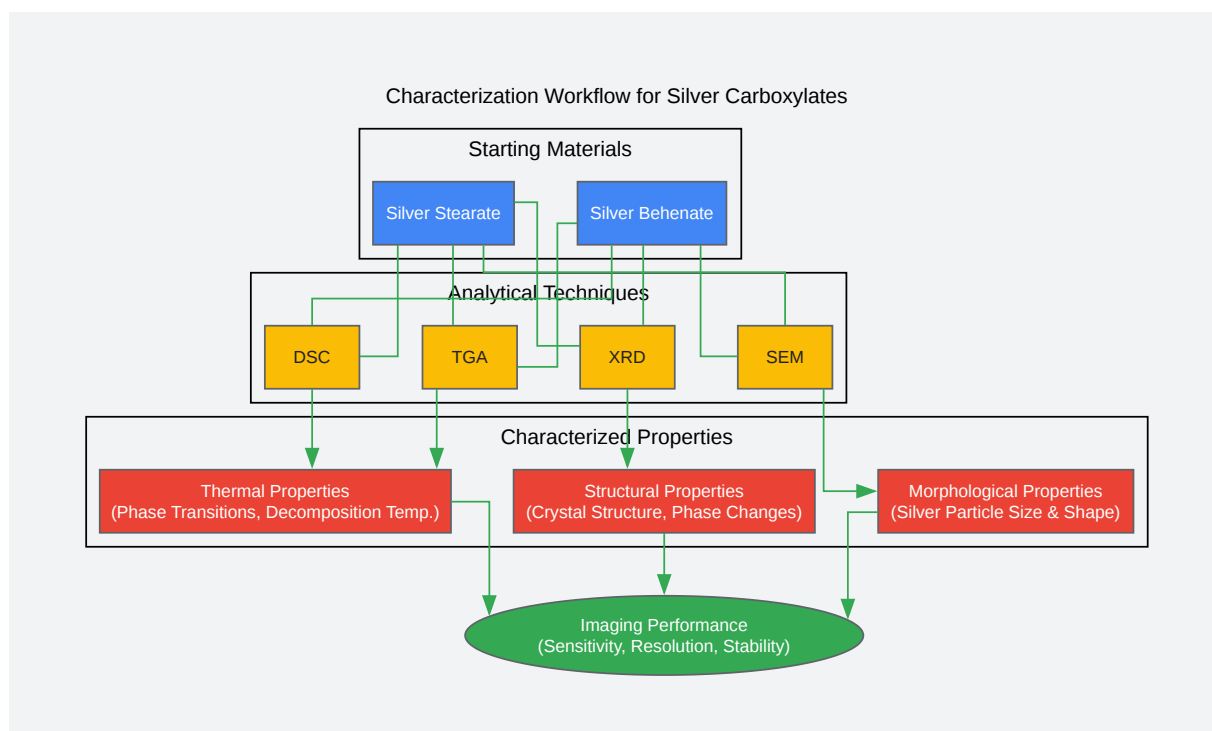 Characterization Workflow for Silver Carboxylates
Starting Materials
Silver Stearate
Silver Behenate
Analytical Techniques
DSC
TGA
XRD
SEM
Characterized Properties
Thermal Properties
(Phase Transitions, Decomposition Temp.)
Structural Properties
(Crystal Structure, Phase Changes)
Morphological Properties
(Silver Particle Size & Shape)
Imaging Performance
(Sensitivity, Resolution, Stability)